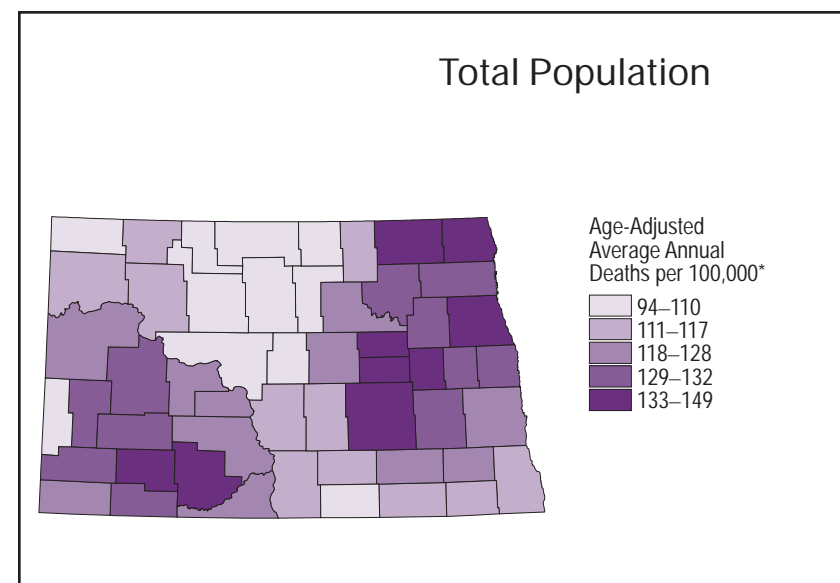 Total Population
Age-Adjusted
Average Annual
Deaths per 100,000*
94–110
111–117
118–128
129–132
133–149